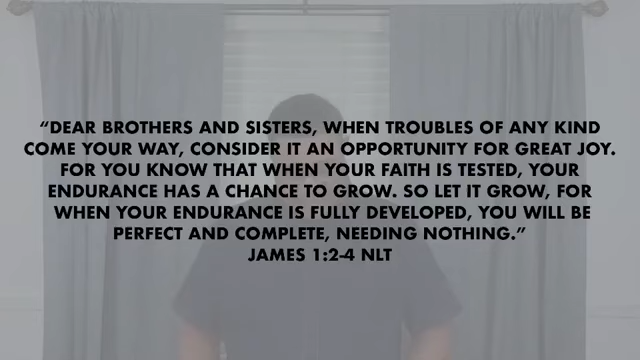 “DEAR BROTHERS AND SISTERS, WHEN TROUBLES OF ANY KIND
COME YOUR WAY, CONSIDER IT AN OPPORTUNITY FOR GREAT JOY.
FOR YOU KNOW THAT WHEN YOUR FAITH IS TESTED, YOUR
ENDURANCE HAS A CHANCE TO GROW. SO LET IT GROW, FOR
WHEN YOUR ENDURANCE IS FULLY DEVELOPED, YOU WILL BE
PERFECT AND COMPLETE, NEEDING NOTHING.”
JAMES 1:2-4 NLT